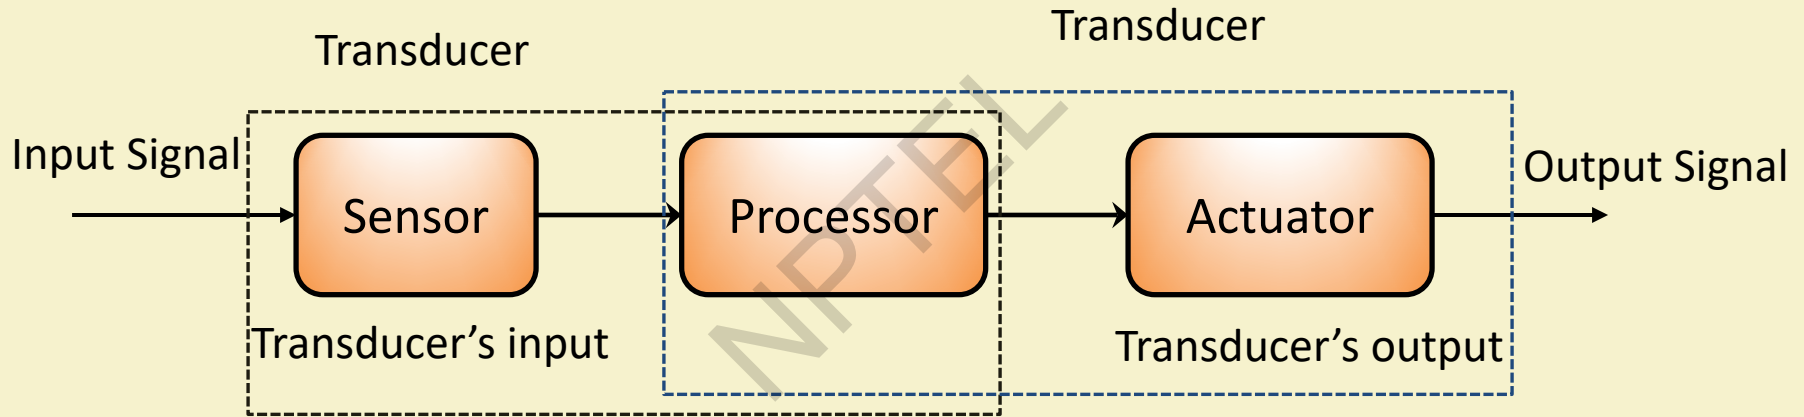 Transducer
Transducer
Input Signal
Sensor
Processor
Actuator
Output Signal
Transducer’s input
Transducer’s output
NPTEL